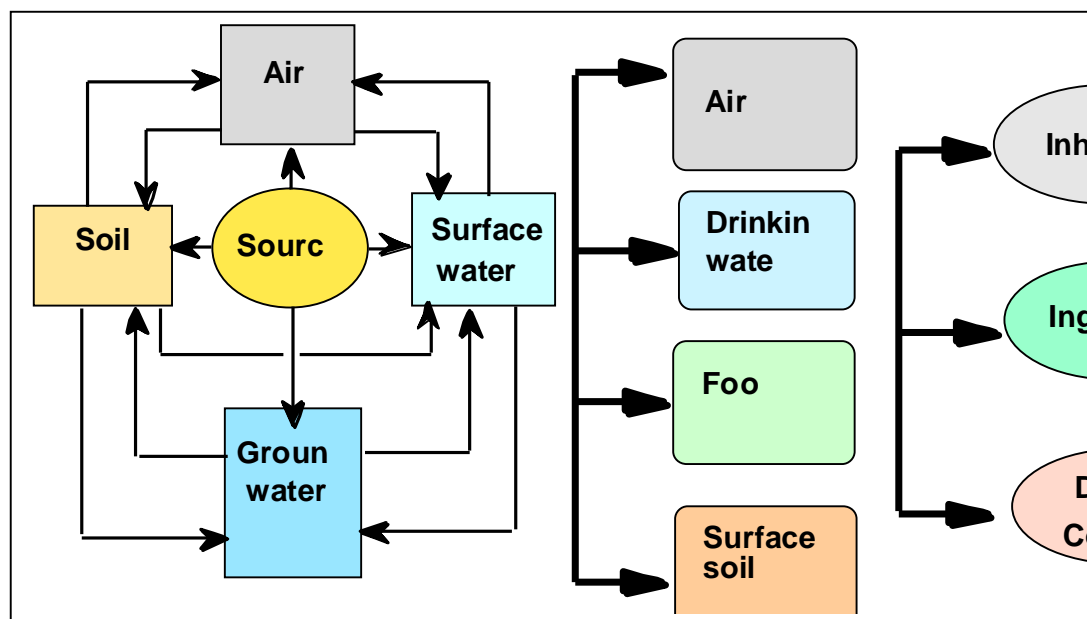 Air
Soil
Sourc
Surface
water
Groun
water
Air
Drinkin
wate
Foo
Surface
soil
Inh
Ing
D
Co